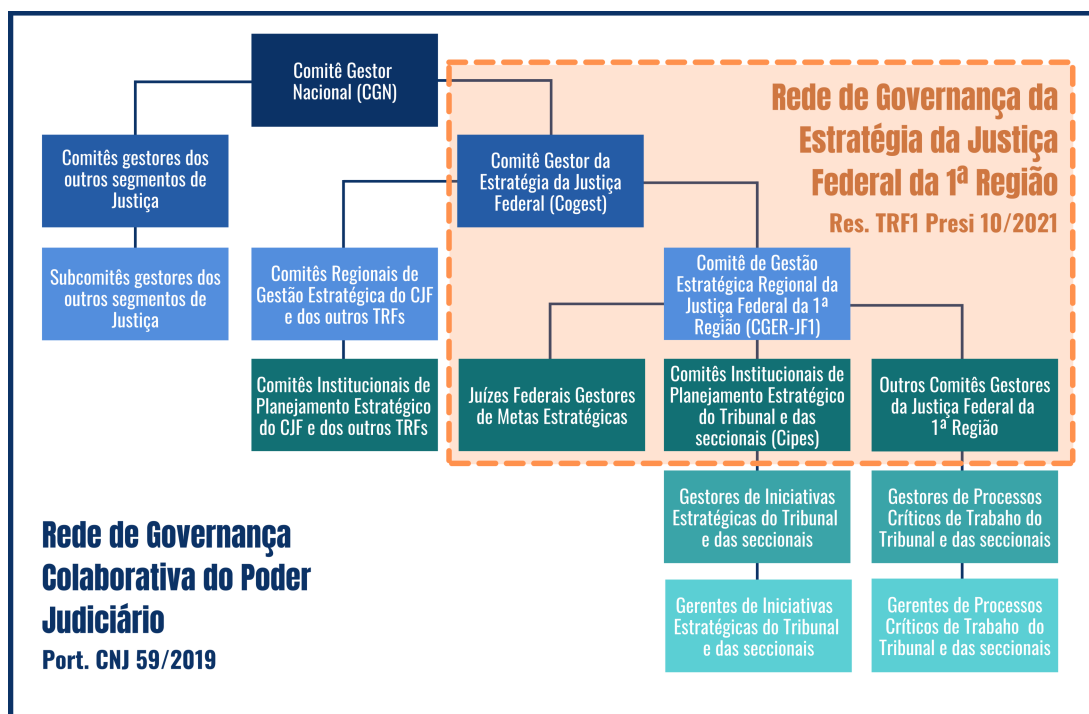 Comitê Gestor
Nacional (CGN)
Rede de Governança da
Estratégia da Justiça
Federal da 1ª Região
Res. TRF1 Presi 10/2021
Comitês gestores dos
outros segmentos de
Justiça
Comitê Gestor da
Estratégia da Justiça
Federal (Cogest)
Subcomitês gestores dos
outros segmentos de
Justiça
Comitês Regionais de
Gestão Estratégica do CJF
e dos outros TRFs
Comitê de Gestão
Estratégica Regional da
Justiça Federal da 1ª
Região (CGER-JF1)
Comitês Institucionais de
Planejamento Estratégico
do CJF e dos outros TRFs
Juízes Federais Gestores
de Metas Estratégicas
Comitês Institucionais de
Planejamento Estratégico
do Tribunal e das
seccionais (Cipes)
Outros Comitês Gestores
da Justiça Federal da
1ª Região
Gestores de Iniciativas
Estratégicas do Tribunal
e das seccionais
Gestores de Processos
Críticos de Trabaho do
Tribunal e das seccionais
Gerentes de Iniciativas
Estratégicas do Tribunal
e das seccionais
Gerentes de Processos
Críticos de Trabaho do
Tribunal e das seccionais
Rede de Governança
Colaborativa do Poder
Judiciário
Port. CNJ 59/2019